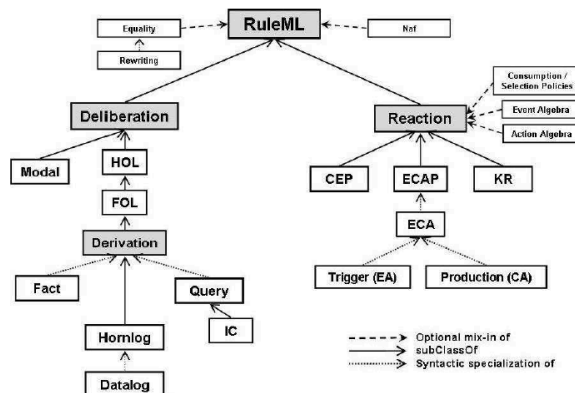 RuleML
Equality
Naf
Rewriting
Consumption /
Selection Policies
Event Algebra
Action Algebra
Deliberation
Reaction
Modal
HOL
CEP
ECAP
KR
FOL
ECA
Derivation
Trigger (EA)
Production (CA)
Fact
Query
IC
Hornlog
Datalog
Optional mix-in of
subClassOf
Syntactic specialization of